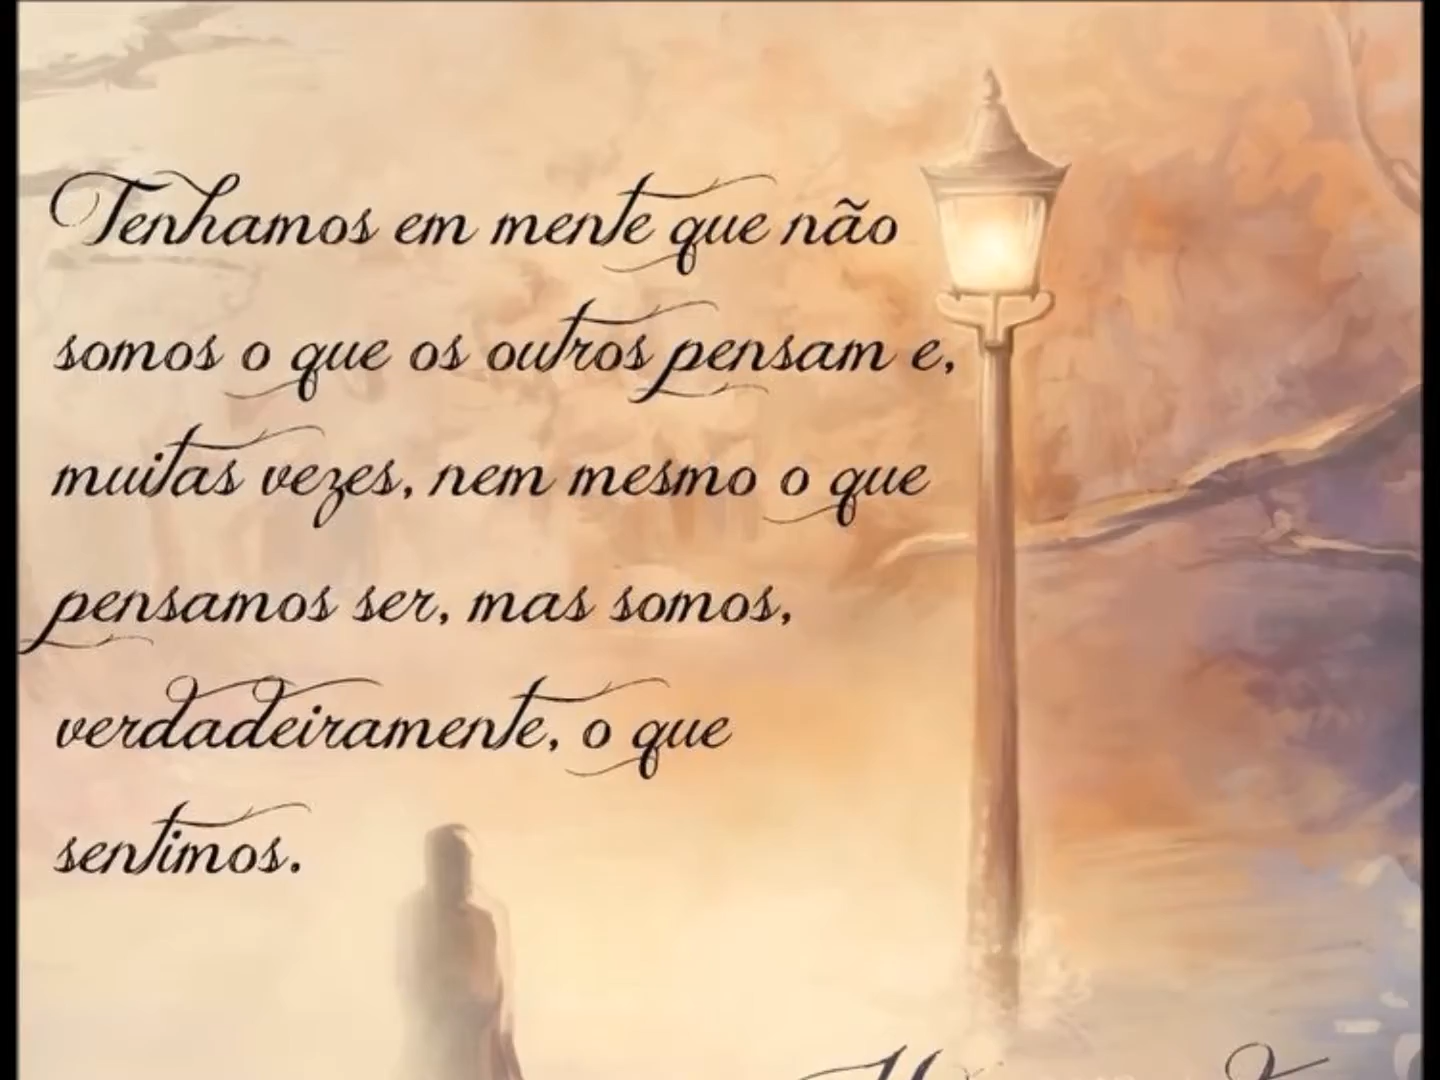 Tenhamos em mente que não
somos o que os outros pensam e,
muitas vezes, nem mesmo o que
pensamos ser, mas somos,
verdadeiramente, o que
sentimos.